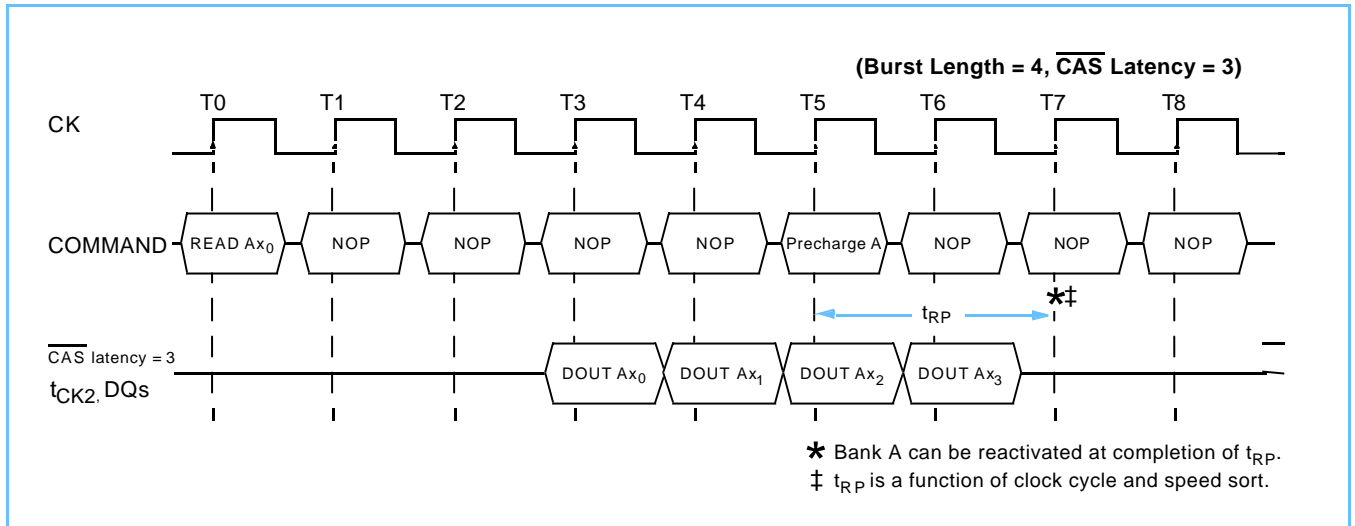 (Burst Length = 4, CAS Latency = 3)
T0 T1 T2 T3 T4 T5 T6 T7 T8
CK
COMMAND READ Ax0 NOP NOP NOP NOP Precharge A NOP NOP NOP
*‡
tRP
CAS latency = 3
tCK2, DQs
DOUT Ax0 DOUT Ax1 DOUT Ax2 DOUT Ax3
* Bank A can be reactivated at completion of tRP.
‡ tRP is a function of clock cycle and speed sort.